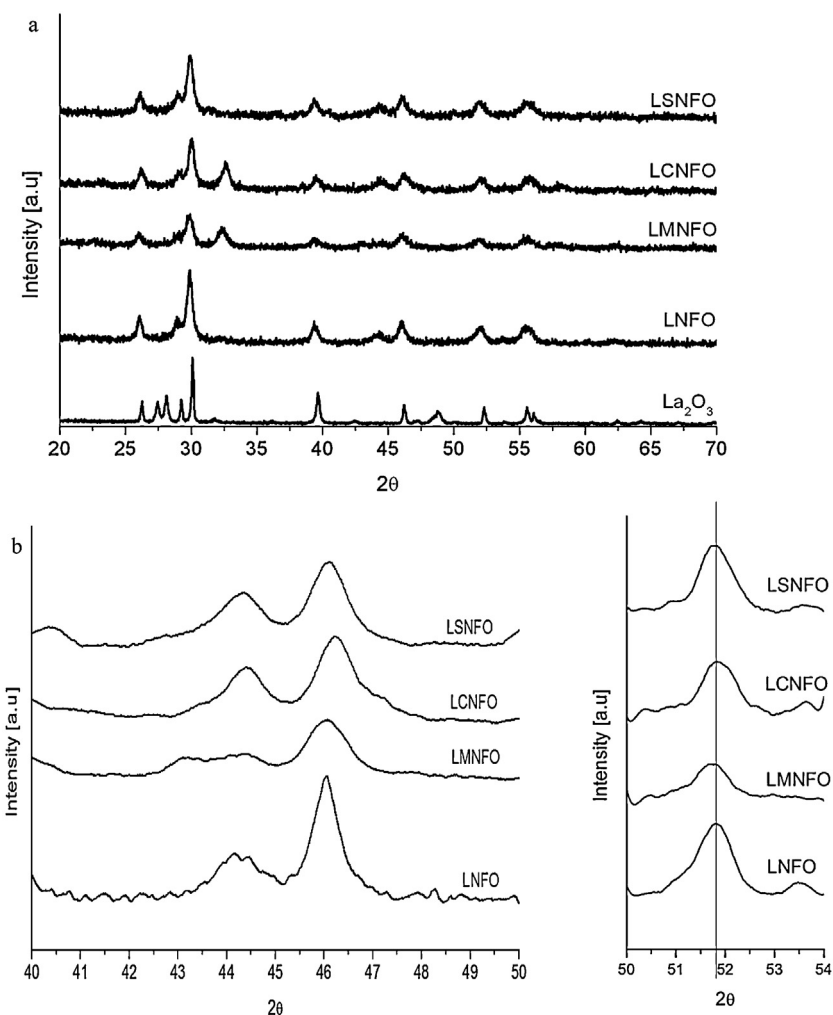 a
LSNFO
LCNFO
LMNFO
LNFO
La2O3
Intensity [a.u]
20 25 30 35 40 45 50 55 60 65 70
2θ
b
LSNFO
LCNFO
LMNFO
LNFO
Intensity [a.u]
40 41 42 43 44 45 46 47 48 49 50
2θ
LSNFO
LCNFO
LMNFO
LNFO
Intensity [a.u]
50 51 52 53 54
2θ